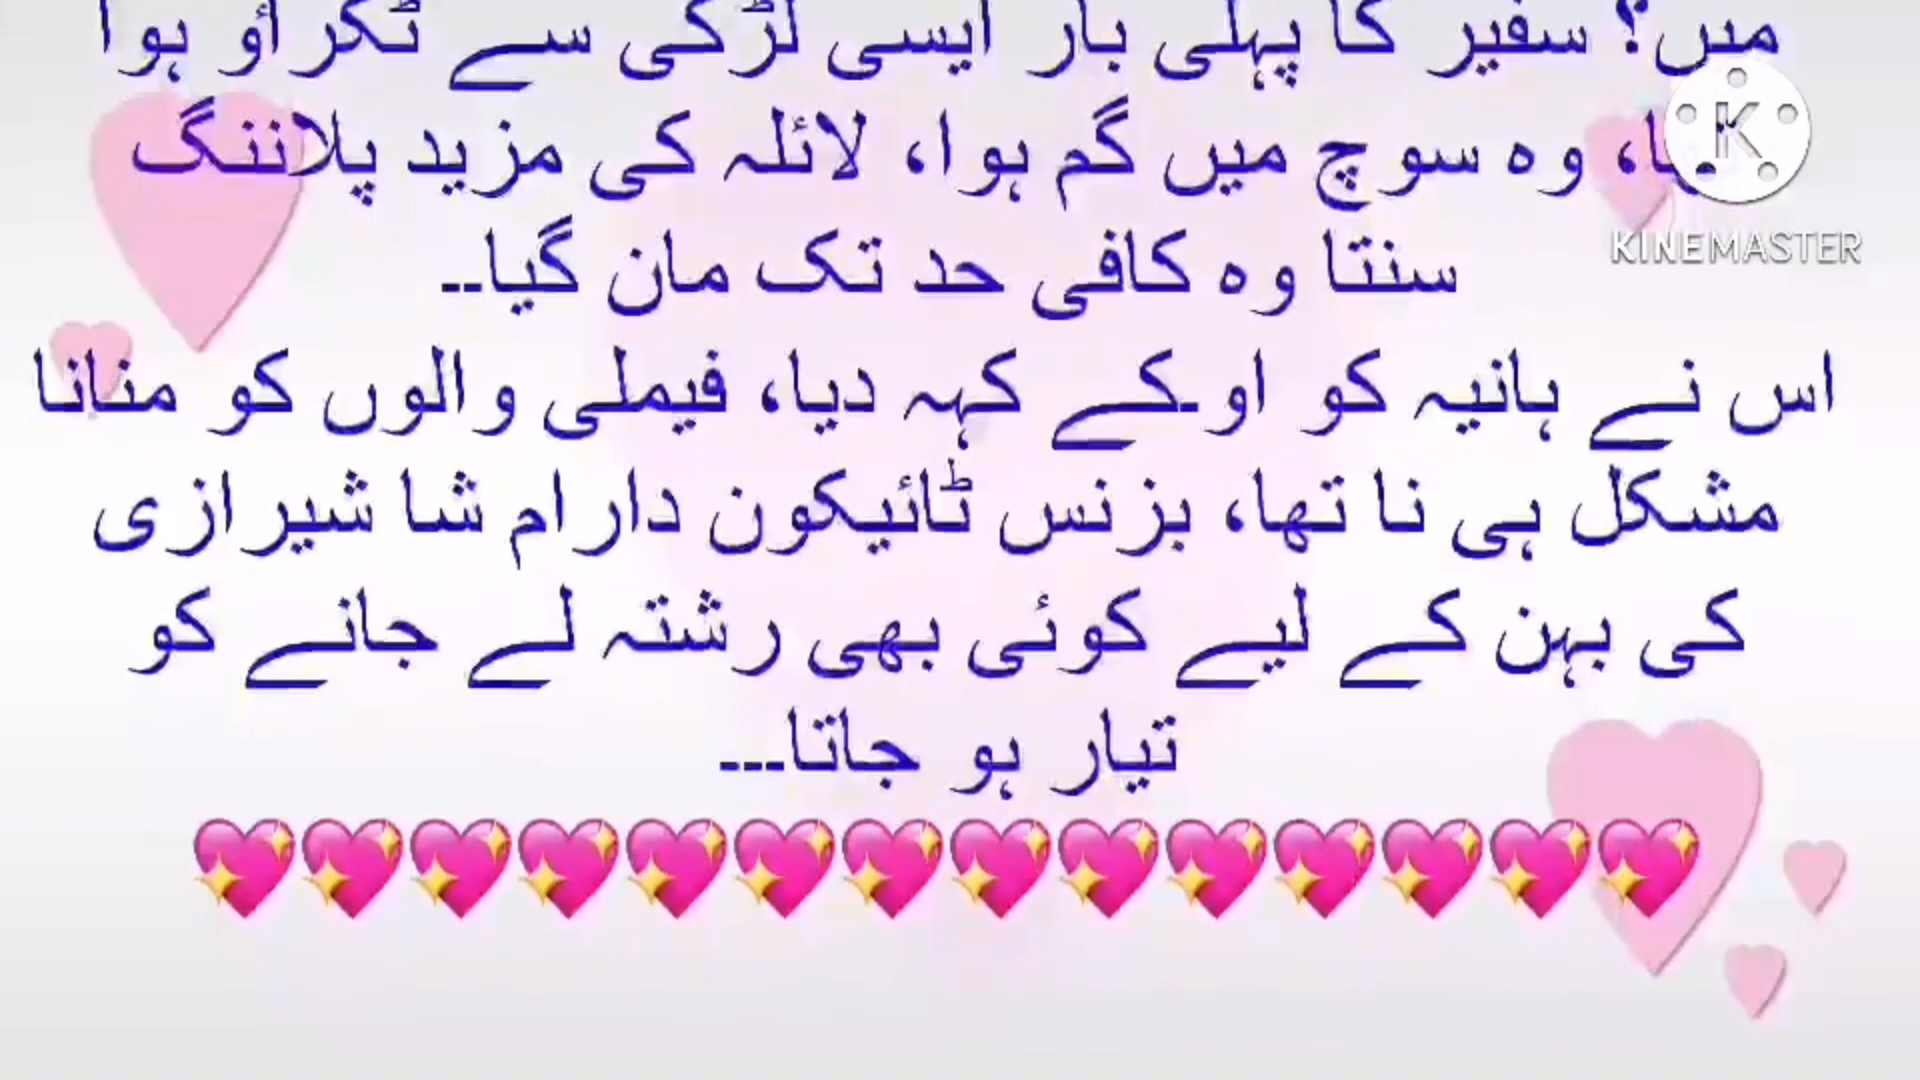 میں؟ سفیر کا پہلی بار ایسی لڑکی سے ٹکراؤ ہوا
تھا، وہ سوچ میں گم ہوا، لائلہ کی مزید پلاننگ
سنتا وہ کافی حد تک مان گیا۔۔
اس نے ہانیہ کو او۔کے کہہ دیا، فیملی والوں کو منانا
مشکل ہی نا تھا، بزنس ٹائیکون دارام شا شیرازی
کی بہن کے لیے کوئی بھی رشتہ لے جانے کو
تیار ہو جاتا۔۔۔
💖💖💖💖💖💖💖💖💖💖💖💖💖💖
K
KINEMASTER